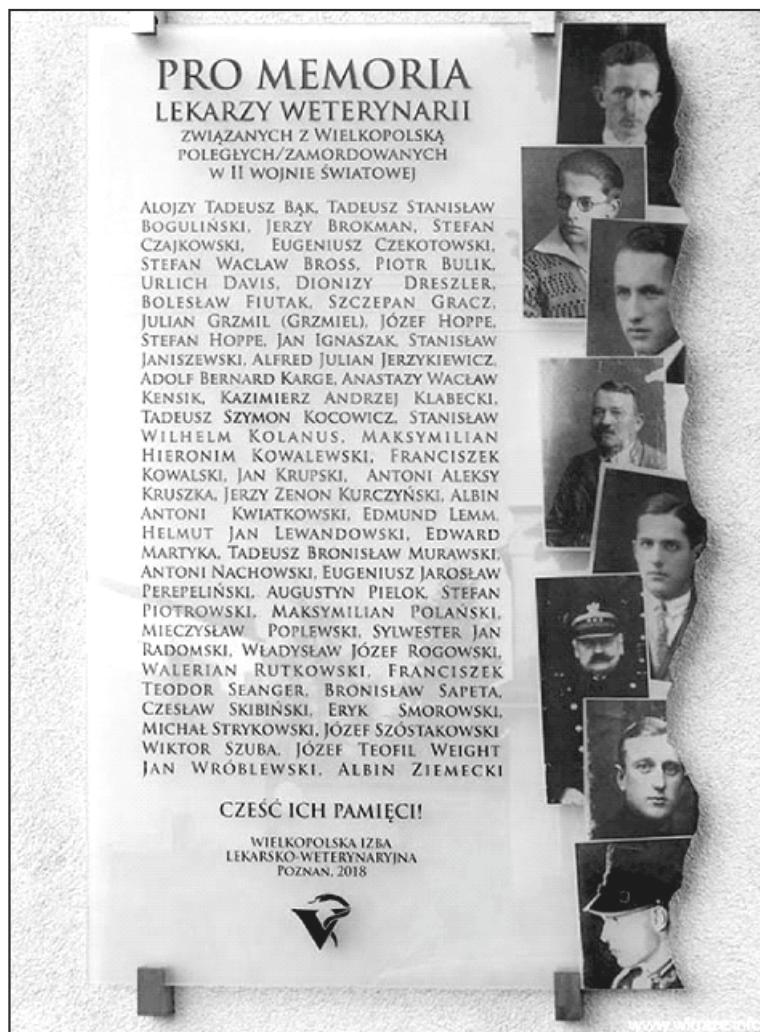 PRO MEMORIA
LEKARZY WETERYNARII
ZWIĄZANYCH Z WIELKOPOLSKĄ
POLEGŁYCH/ZAMORDOWANYCH
W II WOJNIE ŚWIATOWEJ
ALOJZY TADEUSZ BĄK, TADEUSZ STANISŁAW
BOGULIŃSKI, JERZY BROKMAN, STEFAN
CZAJKOWSKI, EUGENIUSZ CZEKOTOWSKI,
STEFAN WACŁAW BROSS, PIOTR BULIK,
URLICH DAVIS, DIONIZY DRESZLER,
BOLESŁAW FIUTAK, SZCZEPAN GRACZ,
JULIAN GRZMIL (GRZMIEL), JÓZEF HOPPE,
STEFAN HOPPE, JAN IGNASZAK, STANISŁAW
JANISZEWSKI, ALFRED JULIAN JERZYKIEWICZ,
ADOLF BERNARD KARGE, ANASTAZY WACŁAW
KENSIK, KAZIMIERZ ANDRZEJ KLABECKI,
TADEUSZ SZYMON KOCOWICZ, STANISŁAW
WILHELM KOLANUS, MAKSYMILIAN
HIERONIM KOWALEWSKI, FRANCISZEK
KOWALSKI, JAN KRUPSKI, ANTONI ALEKSY
KRUSZKA, JERZY ZENON KURCZYŃSKI, ALBIN
ANTONI KWIATKOWSKI, EDMUND LEMM,
HELMUT JAN LEWANDOWSKI, EDWARD
MARTYKA, TADEUSZ BRONISŁAW MURAWSKI,
ANTONI NACHOWSKI, EUGENIUSZ JAROSŁAW
PEREPELIŃSKI, AUGUSTYN PIELOK, STEFAN
PIOTROWSKI, MAKSYMILIAN POLAŃSKI,
MIECZYSŁAW POPLEWSKI, SYLWESTER JAN
RADOMSKI, WŁADYSŁAW JÓZEF ROGOWSKI,
WALERIAN RUTKOWSKI, FRANCISZEK
TEODOR SEANGER, BRONISŁAW SAPETA,
CZESŁAW SKIBIŃSKI, ERYK SMOROWSKI,
MICHAŁ STRYKOWSKI, JÓZEF SZÓSTAKOWSKI
WIKTOR SZUBA, JÓZEF TEOFIL WEIGHT
JAN WRÓBLEWSKI, ALBIN ZIEMECKI
CZEŚĆ ICH PAMIĘCI!
WIELKOPOLSKA IZBA
LEKARSKO-WETERYNARYJNA
POZNAŃ, 2018